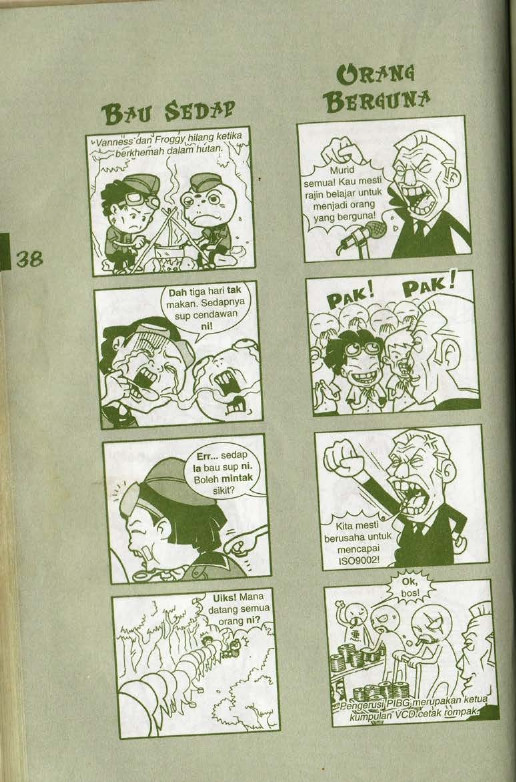 BAU SEDAP
Vanness dan Froggy hilang ketika
berkhemah dalam hutan.
Dah tiga hari tak
makan. Sedapnya
sup cendawan
ni!
Err... sedap
la bau sup ni.
Boleh mintak
sikit?
Uiks! Mana
datang semua
orang ni?
ORANG
BERGUNA
Murid
semua! Kau mesti
rajin belajar untuk
menjadi orang
yang berguna!
PAK!
PAK!
Kita mesti
berusaha untuk
mencapai
ISO9002!
Ok,
bos!
Pengerusi PIBG merupakan ketua
kumpulan VCD cetak rompak.
38